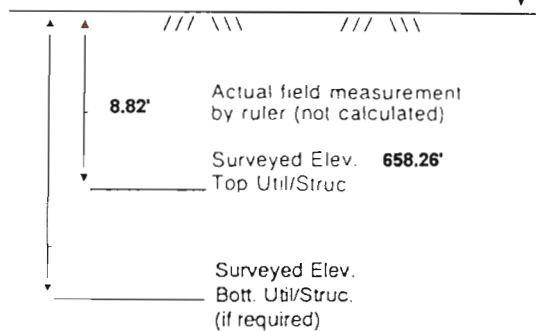 8.82'
Actual field measurement
by ruler (not calculated)
Surveyed Elev. 658.26'
Top Util/Struc
Surveyed Elev.
Bott. Util/Struc.
(if required)